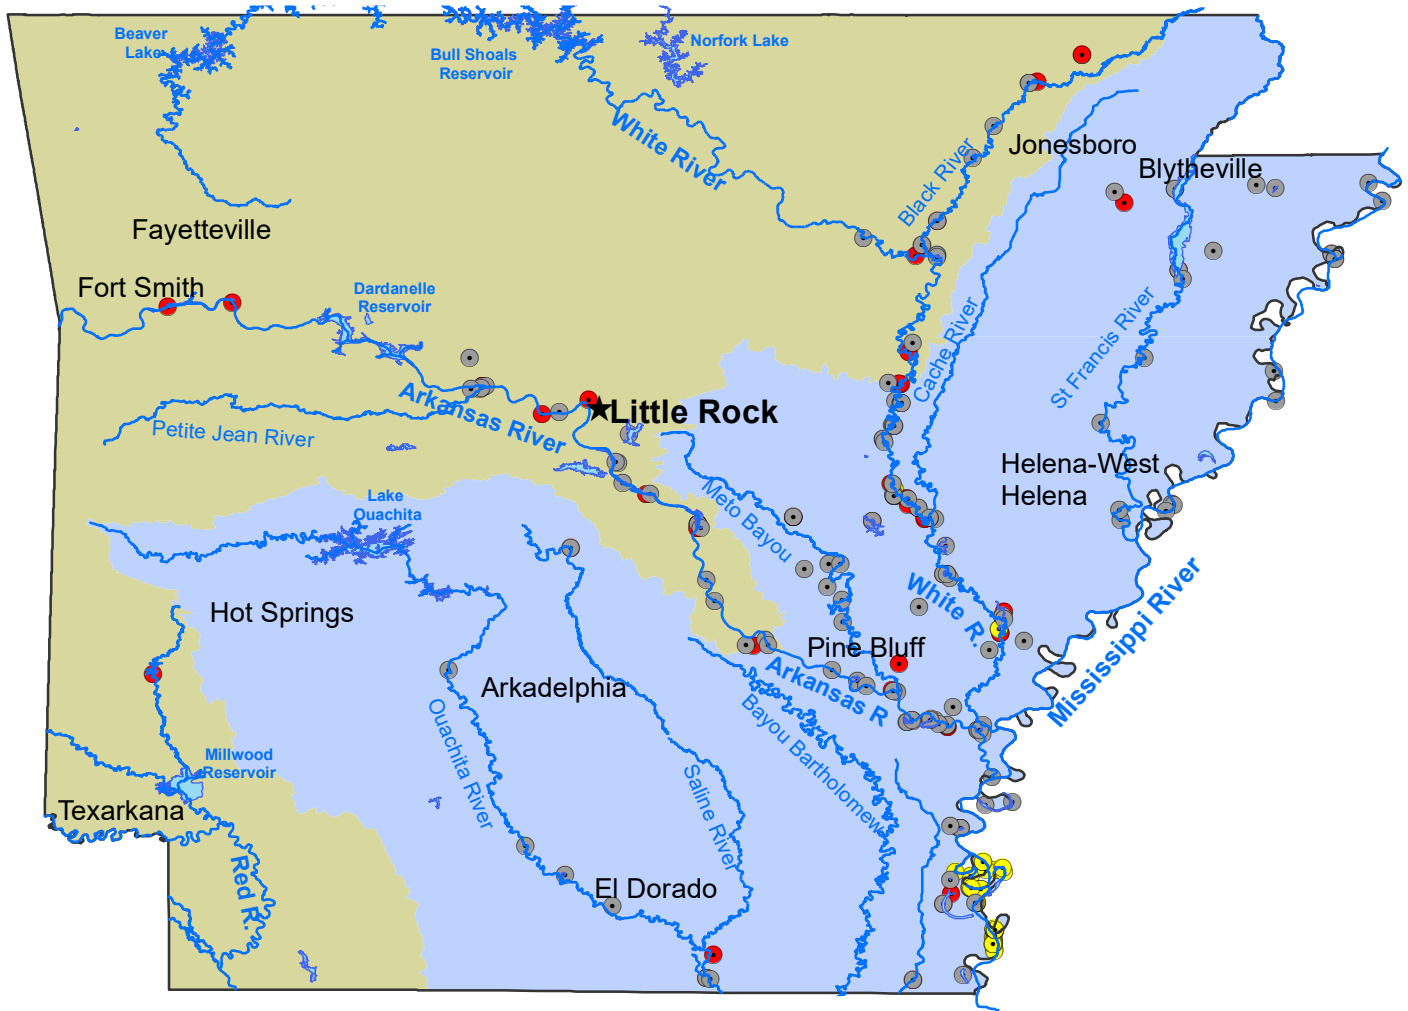 Beaver
Lake
Bull Shoals
Reservoir
Norfork Lake
White River
Black River
Jonesboro
Blytheville
Fayetteville
Fort Smith
Dardanelle
Reservoir
Cache River
St Francis River
Arkansas River
Little Rock
Petite Jean River
Helena-West
Helena
Lake
Ouachita
Meto Bayou
Hot Springs
White R.
Mississippi River
Pine Bluff
Arkansas R
Arkadelphia
Ouachita River
Saline River
Bayou Bartholomew
Millwood
Reservoir
Texarkana
Red R.
El Dorado